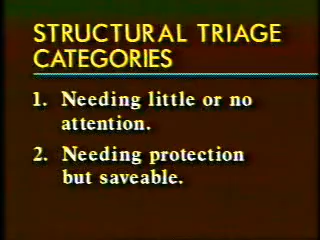 STRUCTURAL TRIAGE
CATEGORIES
1. Needing little or no
attention.
2. Needing protection
but saveable.